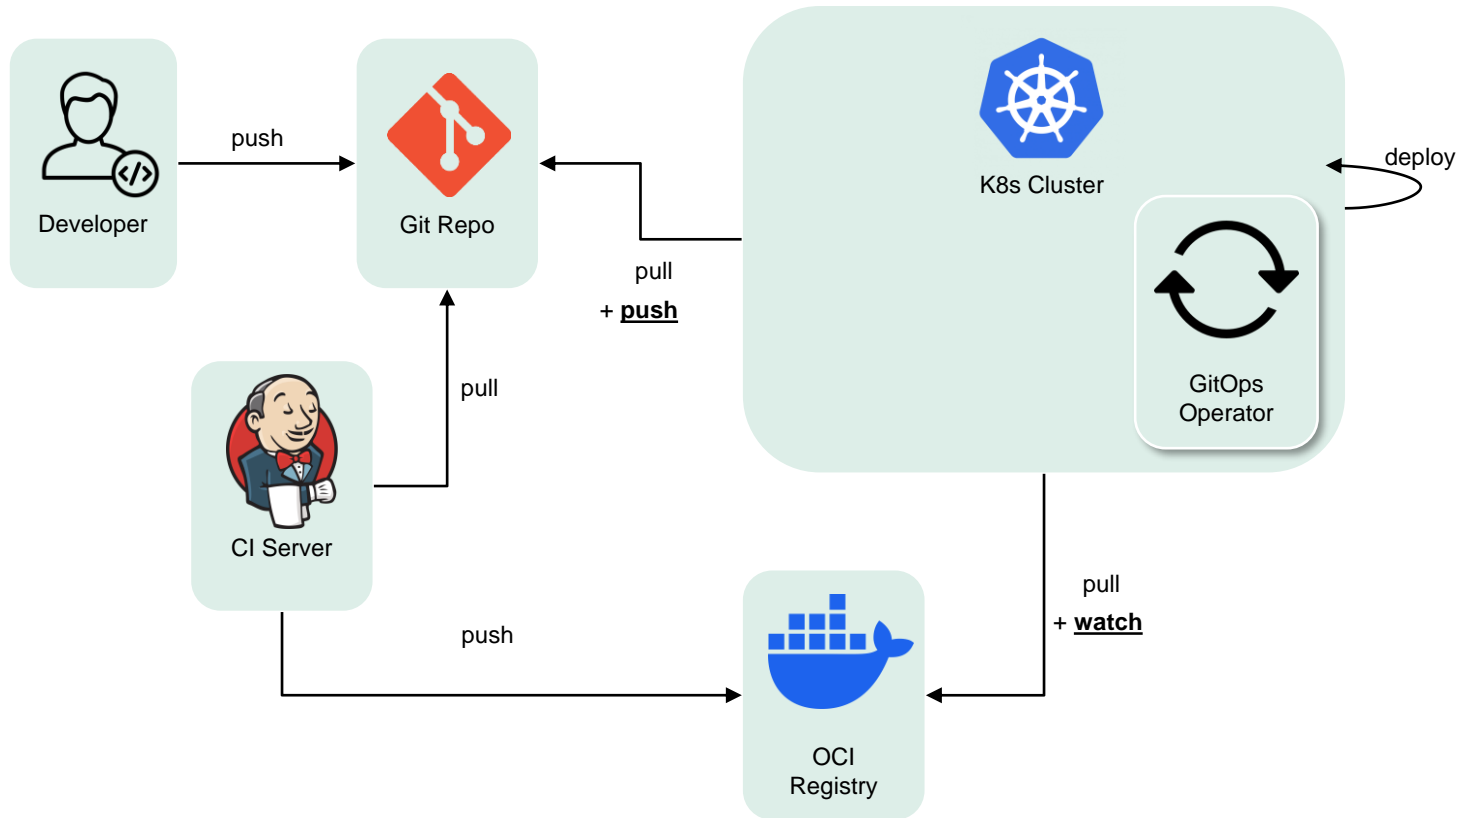 push
Developer
Git Repo
K8s Cluster
deploy
pull
+ push
GitOps
Operator
pull
CI Server
push
pull
+ watch
OCI
Registry
</>